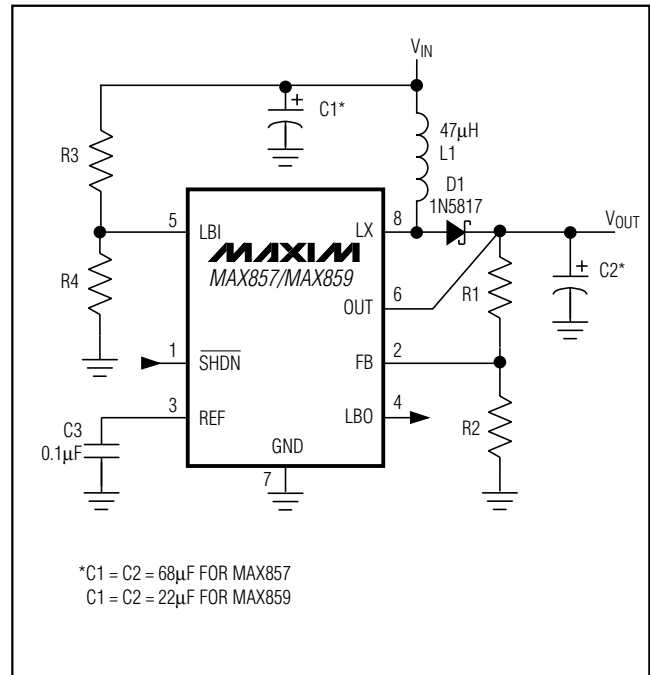 V_IN
C1*
+
47µH
L1
R3
D1
1N5817
5
LBI
LX
8
V_OUT
MAXIM
MAX857/MAX859
R4
OUT
6
R1
+
C2*
1
SHDN
FB
2
3
REF
LBO
4
C3
0.1µF
R2
GND
7
*C1 = C2 = 68µF FOR MAX857
C1 = C2 = 22µF FOR MAX859